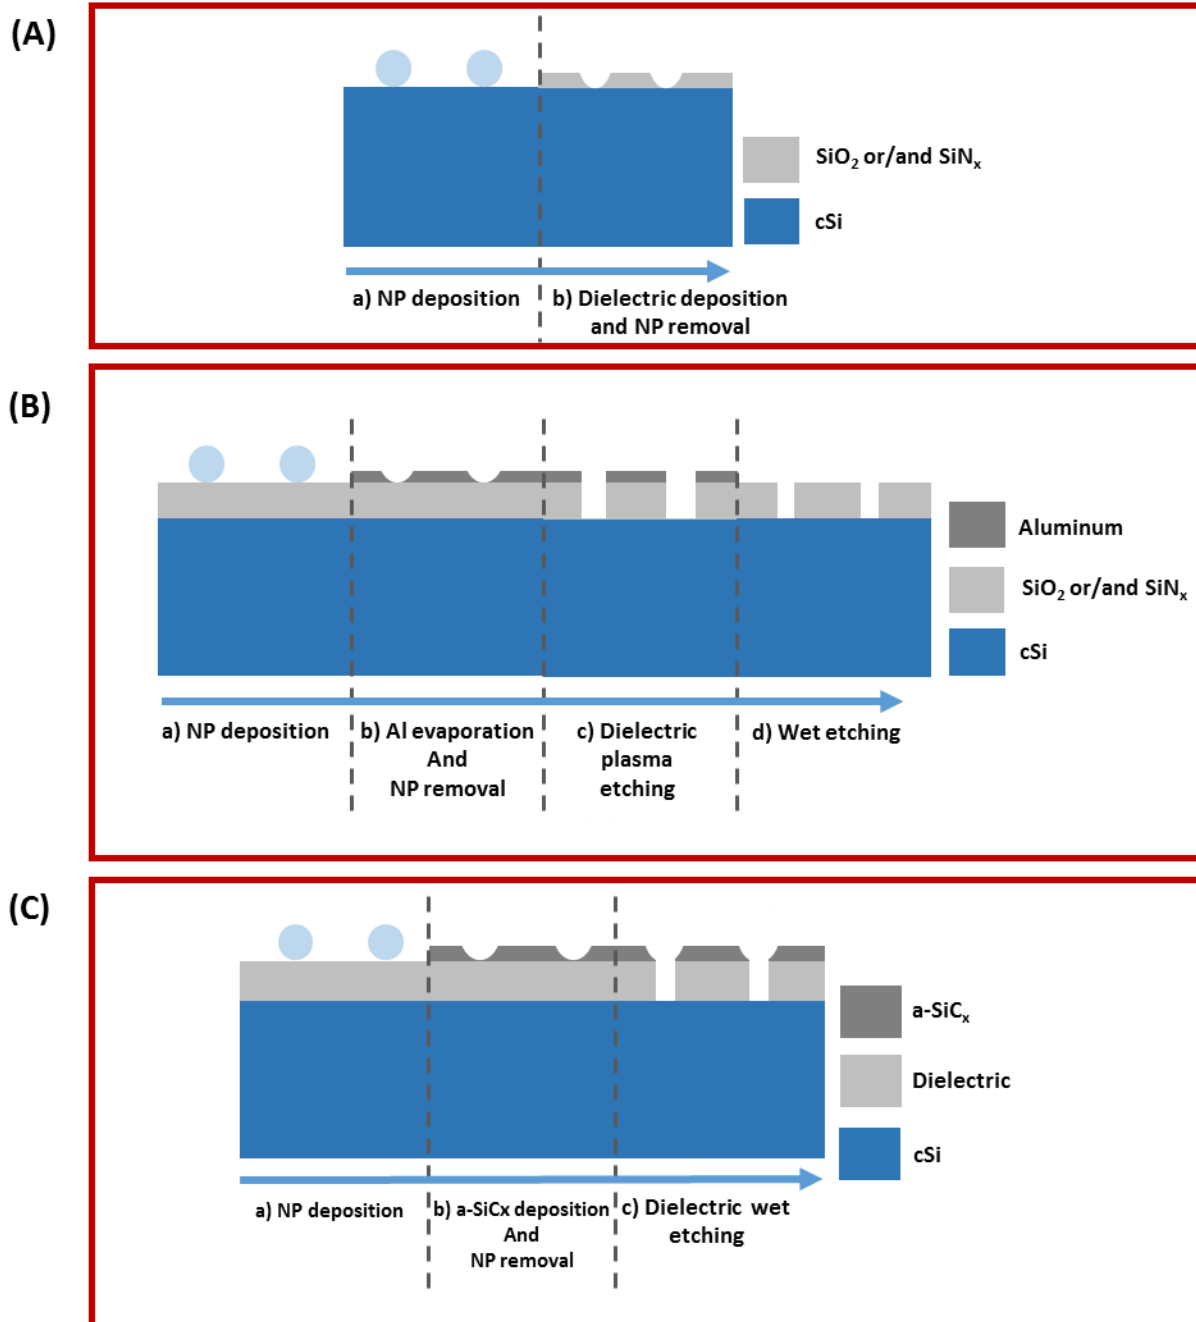 (A)
SiO₂ or/and SiNₓ
cSi
a) NP deposition
b) Dielectric deposition
and NP removal
(B)
Aluminum
SiO₂ or/and SiNₓ
cSi
a) NP deposition
b) Al evaporation
And
NP removal
c) Dielectric
plasma
etching
d) Wet etching
(C)
a-SiCₓ
Dielectric
cSi
a) NP deposition
b) a-SiCx deposition
And
NP removal
c) Dielectric wet
etching